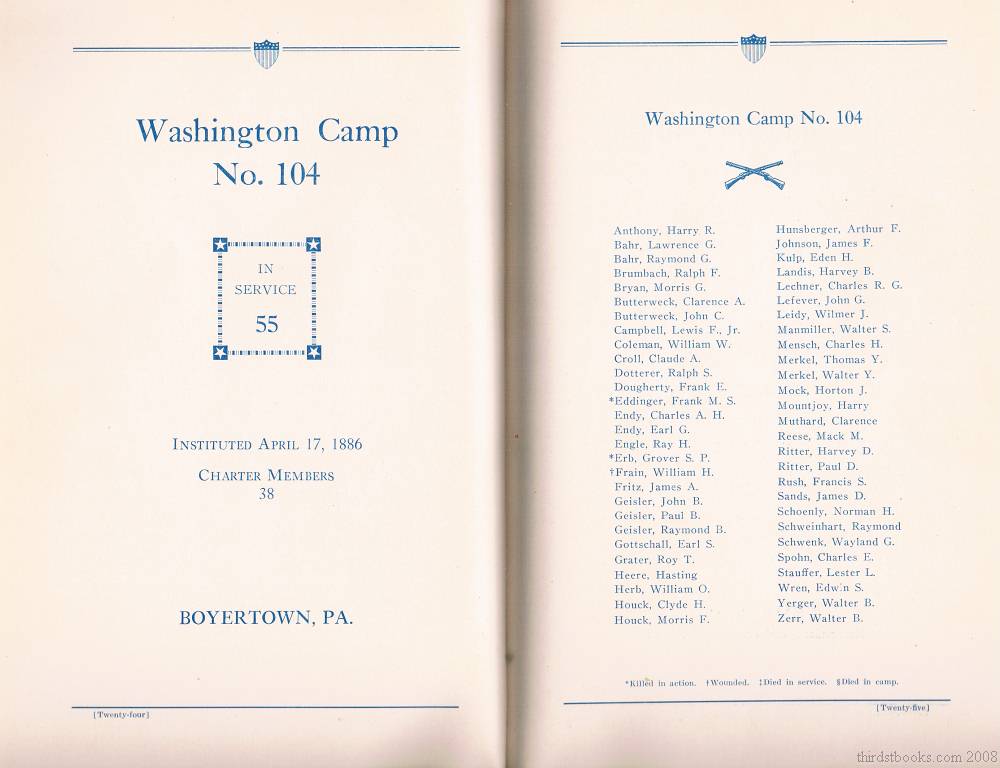 Washington Camp
No. 104
IN
SERVICE
55
INSTITUTED APRIL 17, 1886
CHARTER MEMBERS
38
BOYERTOWN, PA.
[Twenty-four]
Washington Camp No. 104
Anthony, Harry R.
Bahr, Lawrence G.
Bahr, Raymond G.
Brumbach, Ralph F.
Bryan, Morris G.
Butterweck, Clarence A.
Butterweck, John C.
Campbell, Lewis F., Jr.
Coleman, William W.
Croll, Claude A.
Dotterer, Ralph S.
Dougherty, Frank E.
*Eddinger, Frank M. S.
Endy, Charles A. H.
Endy, Earl G.
Engle, Ray H.
*Erb, Grover S. P.
†Frain, William H.
Fritz, James A.
Geisler, John B.
Geisler, Paul B.
Geisler, Raymond B.
Gottschall, Earl S.
Grater, Roy T.
Heere, Hasting
Herb, William O.
Houck, Clyde H.
Houck, Morris F.
Hunsberger, Arthur F.
Johnson, James F.
Kulp, Eden H.
Landis, Harvey B.
Lechner, Charles R. G.
Lefever, John G.
Leidy, Wilmer J.
Manmiller, Walter S.
Mensch, Charles H.
Merkel, Thomas Y.
Merkel, Walter Y.
Mock, Horton J.
Mountjoy, Harry
Muthard, Clarence
Reese, Mack M.
Ritter, Harvey D.
Ritter, Paul D.
Rush, Francis S.
Sands, James D.
Schoenly, Norman H.
Schweinhart, Raymond
Schwenk, Wayland G.
Spohn, Charles E.
Stauffer, Lester L.
Wren, Edwin S.
Yerger, Walter B.
Zerr, Walter B.
*Killed in action. †Wounded. ‡Died in service. §Died in camp.
[Twenty-five]
thirdstbooks.com 2008